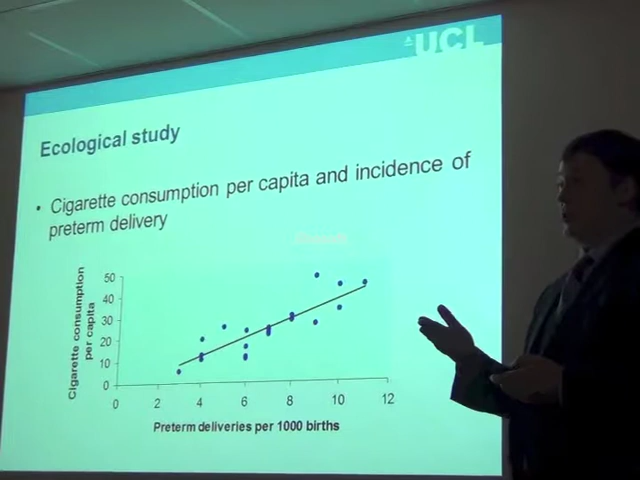 UCL
Ecological study
• Cigarette consumption per capita and incidence of
preterm delivery
Cigarette consumption
per capita
50
40
30
20
10
0
0 2 4 6 8 10 12
Preterm deliveries per 1000 births